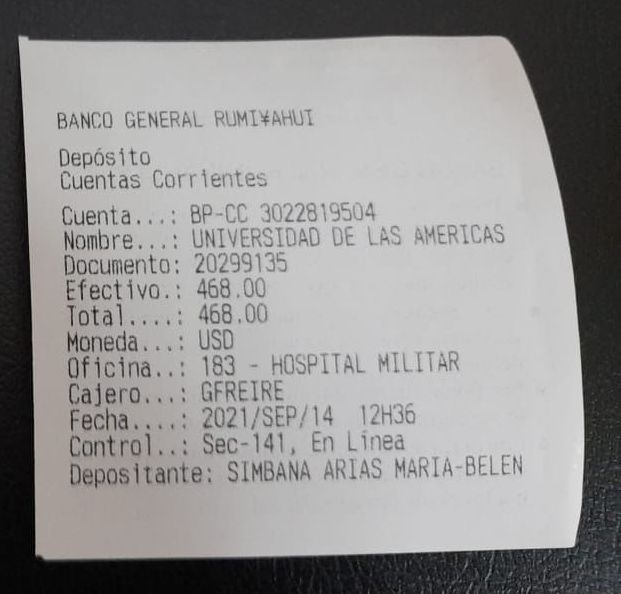 BANCO GENERAL RUMI¥AHUI
Depósito
Cuentas Corrientes
Cuenta...: BP-CC 3022819504
Nombre...: UNIVERSIDAD DE LAS AMERICAS
Documento: 20299135
Efectivo.: 468.00
Total....: 468.00
Moneda...: USD
Oficina..: 183 - HOSPITAL MILITAR
Cajero...: GFREIRE
Fecha....: 2021/SEP/14 12H36
Control..: Sec-141, En Línea
Depositante: SIMBANA ARIAS MARIA-BELEN